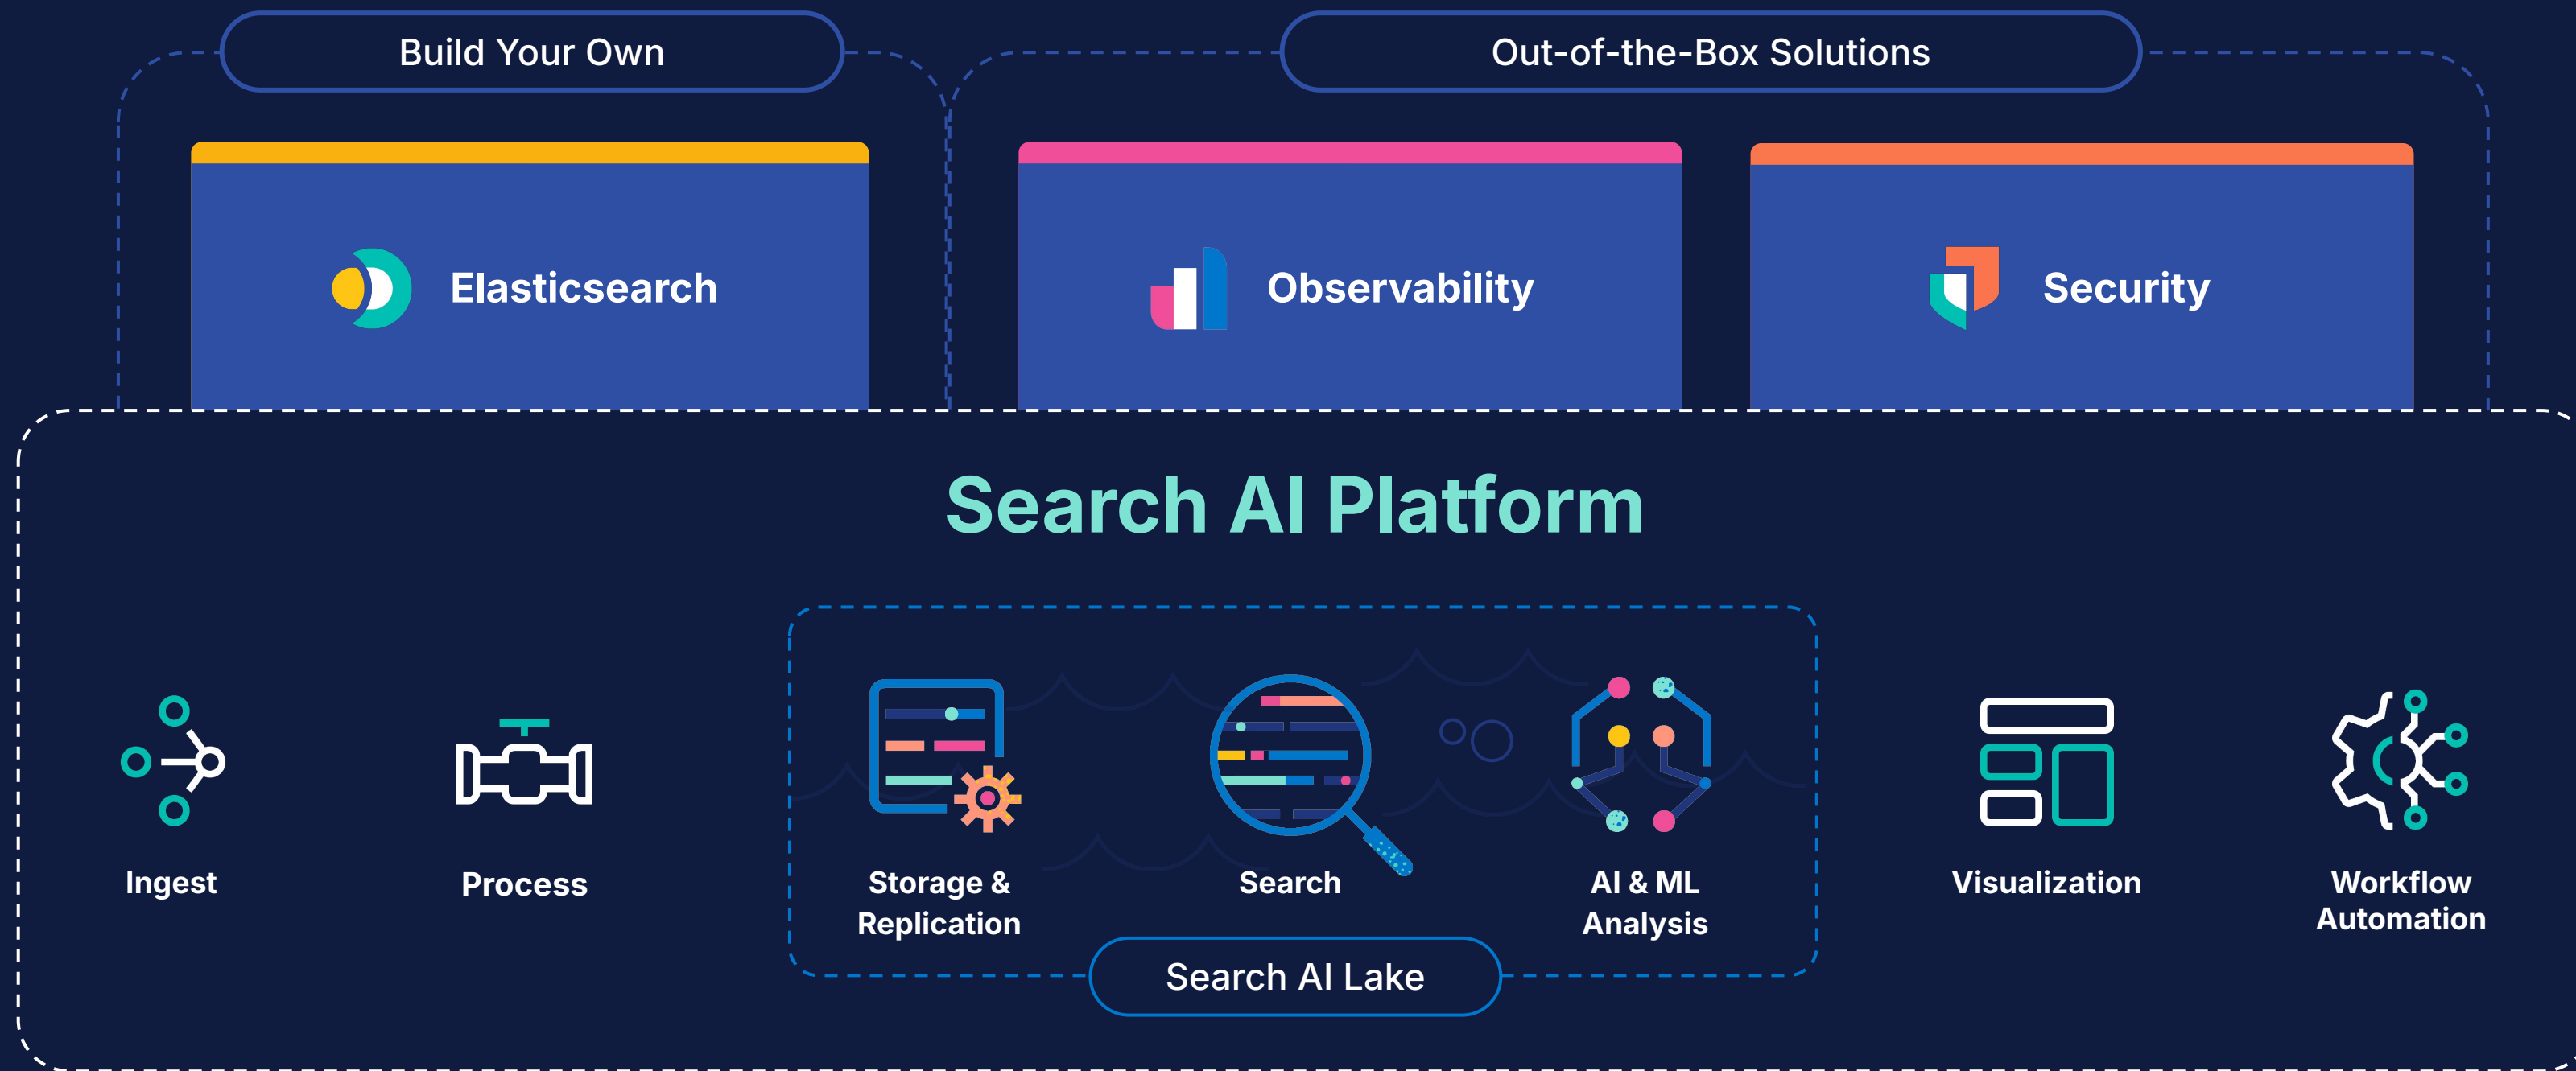 Build Your Own
Out-of-the-Box Solutions
Elasticsearch
Observability
Security
Search AI Platform
Ingest
Process
Storage &
Replication
Search
AI & ML
Analysis
Visualization
Workflow
Automation
Search AI Lake